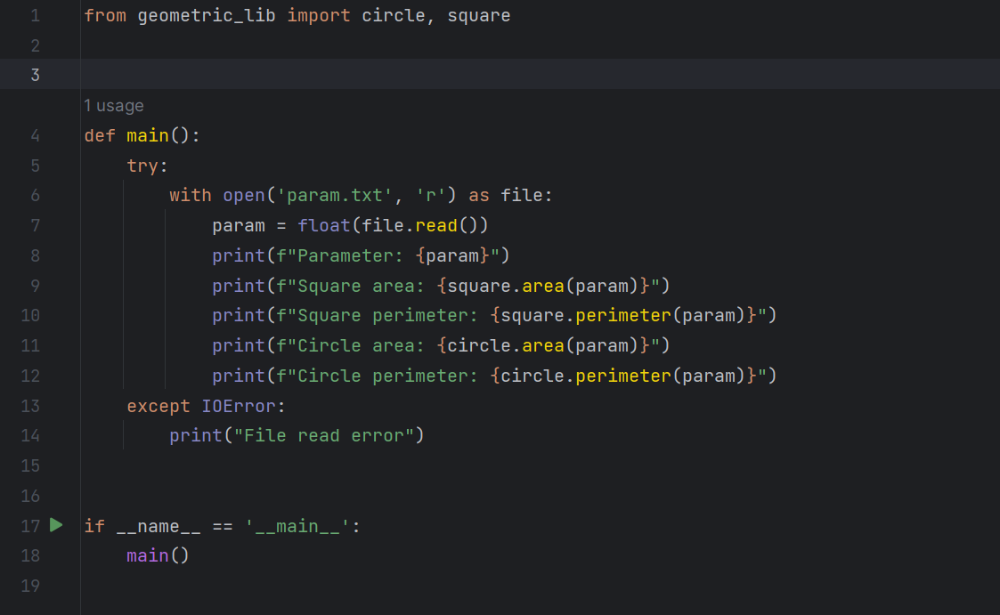 1 from geometric_lib import circle, square
2
3
1 usage
4 def main():
5     try:
6         with open('param.txt', 'r') as file:
7             param = float(file.read())
8             print(f"Parameter: {param}")
9             print(f"Square area: {square.area(param)}")
10             print(f"Square perimeter: {square.perimeter(param)}")
11             print(f"Circle area: {circle.area(param)}")
12             print(f"Circle perimeter: {circle.perimeter(param)}")
13     except IOError:
14         print("File read error")
15
16
17 if __name__ == '__main__':
18     main()
19